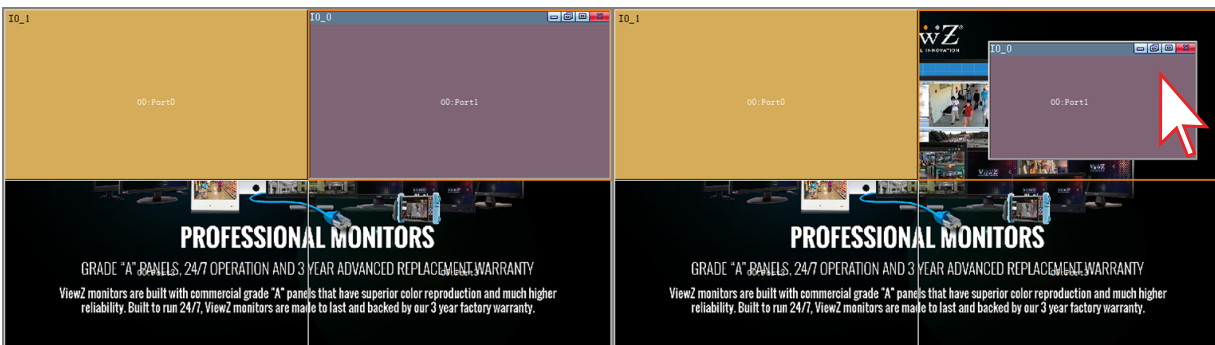 IO_1
IO_0
00:Port0
00:Port1
PROFESSIONAL MONITORS
GRADE "A" PANELS, 24/7 OPERATION AND 3 YEAR ADVANCED REPLACEMENT WARRANTY
ViewZ monitors are built with commercial grade "A" panels that have superior color reproduction and much higher
reliability. Built to run 24/7, ViewZ monitors are made to last and backed by our 3 year factory warranty.
IO_1
wZ
IO_0
00:Port0
00:Port1
ViewZ
PROFESSIONAL MONITORS
GRADE "A" PANELS, 24/7 OPERATION AND 3 YEAR ADVANCED REPLACEMENT WARRANTY
ViewZ monitors are built with commercial grade "A" panels that have superior color reproduction and much higher
reliability. Built to run 24/7, ViewZ monitors are made to last and backed by our 3 year factory warranty.